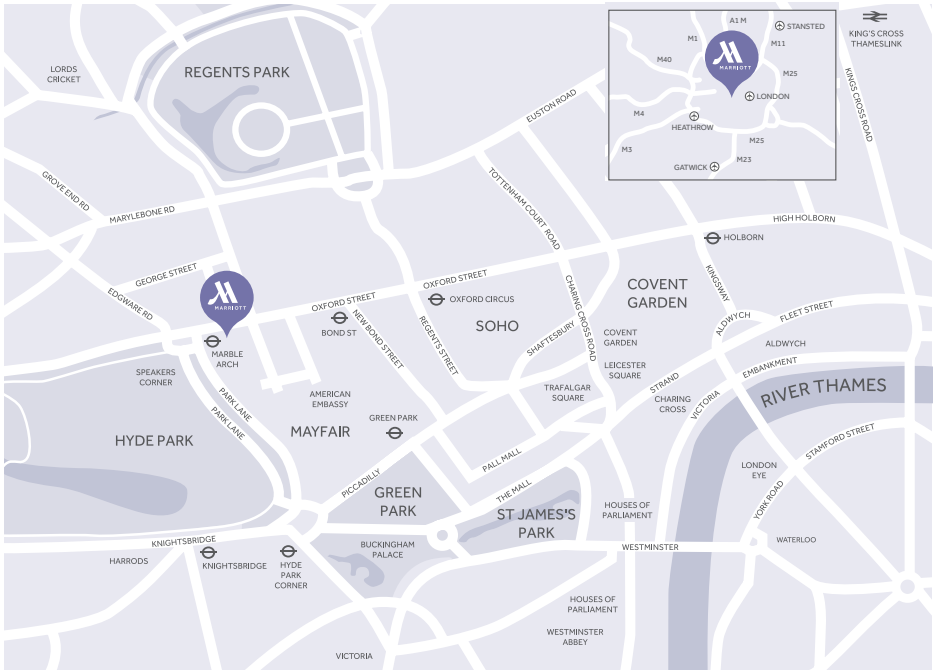 LORDS
CRICKET
REGENTS PARK
EUSTON ROAD
A1 M
STANSTED
M1
M11
M40
MARRIOTT
M25
LONDON
M4
HEATHROW
M3
M25
M23
GATWICK
KING'S CROSS
THAMESLINK
KINGS CROSS ROAD
GROVE END RD
MARYLEBONE RD
TOTTENHAM COURT ROAD
HIGH HOLBORN
HOLBORN
GEORGE STREET
EDGWARE RD
MARRIOTT
OXFORD STREET
OXFORD STREET
OXFORD CIRCUS
BOND ST
NEW BOND STREET
REGENTS STREET
SOHO
CHARING CROSS ROAD
COVENT
GARDEN
KINGSWAY
ALDWYCH
FLEET STREET
ALDWYCH
SHAFTESBURY
COVENT
GARDEN
LEICESTER
SQUARE
MARBLE
ARCH
SPEAKERS
CORNER
PARK LANE
PARK LANE
AMERICAN
EMBASSY
TRAFALGAR
SQUARE
STRAND
CHARING
CROSS
VICTORIA
EMBANKMENT
RIVER THAMES
HYDE PARK
MAYFAIR
GREEN PARK
PICCADILLY
PALL MALL
THE MALL
STAMFORD STREET
LONDON
EYE
YORK ROAD
GREEN
PARK
ST JAMES'S
PARK
HOUSES OF
PARLIAMENT
KNIGHTSBRIDGE
HARRODS
KNIGHTSBRIDGE
HYDE
PARK
CORNER
BUCKINGHAM
PALACE
WESTMINSTER
WATERLOO
HOUSES OF
PARLIAMENT
WESTMINSTER
ABBEY
VICTORIA